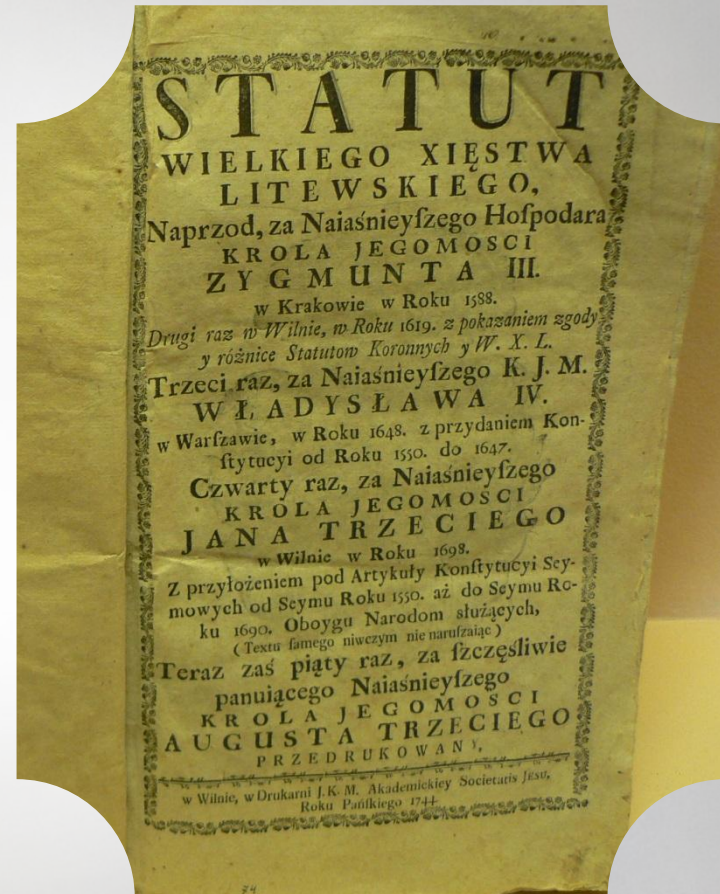 STATUT
WIELKIEGO XIĘSTWA
LITEWSKIEGO,
Naprzod, za Naiaśnieyſzego Hoſpodara
KROLA JEGOMOSCI
ZYGMUNTA III.
w Krakowie w Roku 1588.
Drugi raz w Wilnie, w Roku 1619. z pokazaniem zgody
y różnice Statutow Koronnych y W. X. L.
Trzeci raz, za Naiaśnieyſzego K. J. M.
WŁADYSŁAWA IV.
w Warſzawie, w Roku 1648. z przydaniem Kon-
ſtytucyi od Roku 1550. do 1647.
Czwarty raz, za Naiaśnieyſzego
KROLA JEGOMOSCI
JANA TRZECIEGO
w Wilnie w Roku 1698.
Z przyłożeniem pod Artykuły Konſtytucyi Sey-
mowych od Seymu Roku 1550. aż do Seymu Ro-
ku 1690. Oboygu Narodom służących,
(Textu ſamego niwczym nie naruſzaiąc)
Teraz zaś piąty raz, za ſzczęśliwie
panuiącego Naiaśnieyſzego
KROLA JEGOMOSCI
AUGUSTA TRZECIEGO
PRZEDRUKOWANY,
w Wilnie, w Drukarni J. K. M. Akademickiey Societatis Jesu,
Roku Pańſkiego 1744